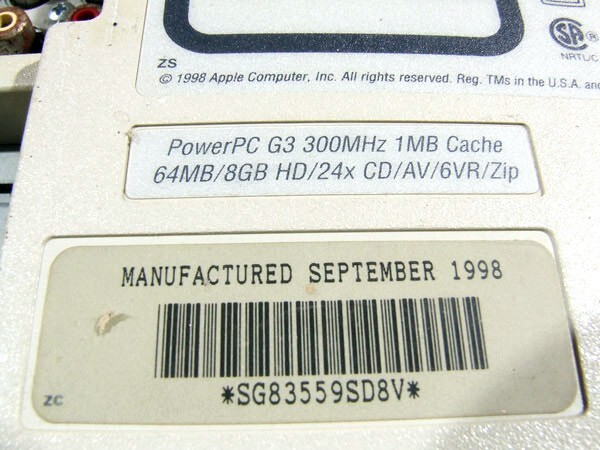 ZS
© 1998 Apple Computer, Inc. All rights reserved. Reg. TMs in the U.S.A. and
NRTL/C
PowerPC G3 300MHz 1MB Cache
64MB/8GB HD/24x CD/AV/6VR/Zip
MANUFACTURED SEPTEMBER 1998
*SG83559SD8V*
ZC